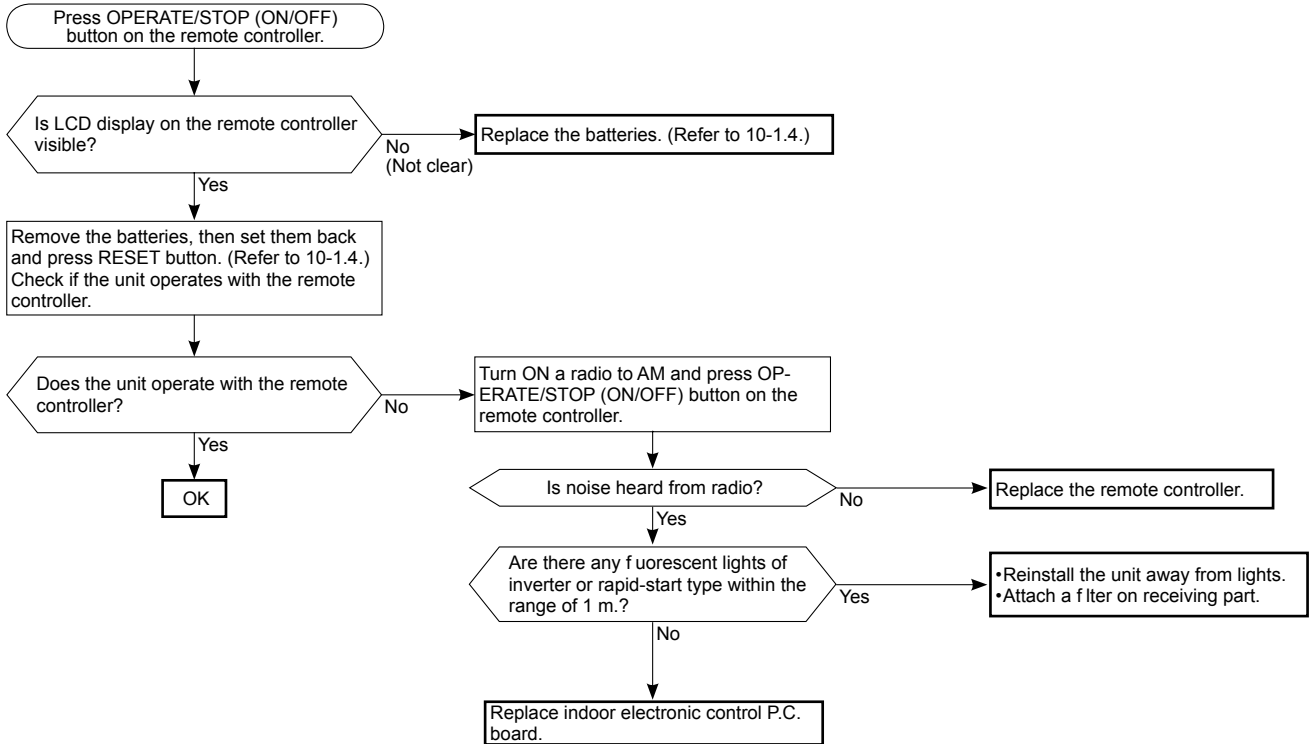 Press OPERATE/STOP (ON/OFF)
button on the remote controller.
Is LCD display on the remote controller
visible?
No
(Not clear)
Replace the batteries. (Refer to 10-1.4.)
Yes
Remove the batteries, then set them back
and press RESET button. (Refer to 10-1.4.)
Check if the unit operates with the remote
controller.
Does the unit operate with the remote
controller?
No
Turn ON a radio to AM and press OP-
ERATE/STOP (ON/OFF) button on the
remote controller.
Yes
OK
Is noise heard from radio?
No
Replace the remote controller.
Yes
Are there any f uorescent lights of
inverter or rapid-start type within the
range of 1 m.?
Yes
•Reinstall the unit away from lights.
•Attach a f lter on receiving part.
No
Replace indoor electronic control P.C.
board.